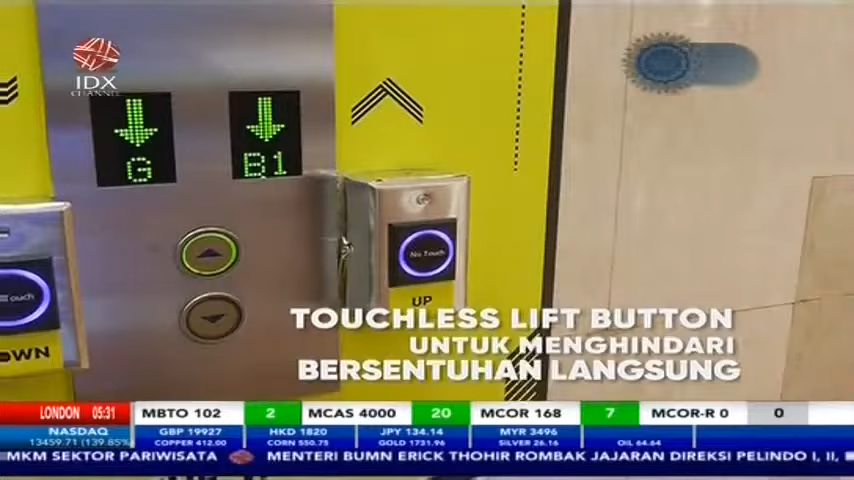 IDX
CHANNEL
G
B1
No Touch
UP
Touch
DOWN
TOUCHLESS LIFT BUTTON
UNTUK MENGHINDARI
BERSENTUHAN LANGSUNG
LONDON 05:31
MBTO 102 2 MCAS 4000 20 MCOR 168 7 MCOR-R 0 0
NASDAQ
13459.71 (139.85%)
GBP 19927 HKD 1820 JPY 134.14 MYR 3496
COPPER 412.00 CORN 550.75 GOLD 1731.96 SILVER 26.16 OIL 64.64
MKM SEKTOR PARIWISATA MENTERI BUMN ERICK THOHIR ROMBAK JAJARAN DIREKSI PELINDO I, II,